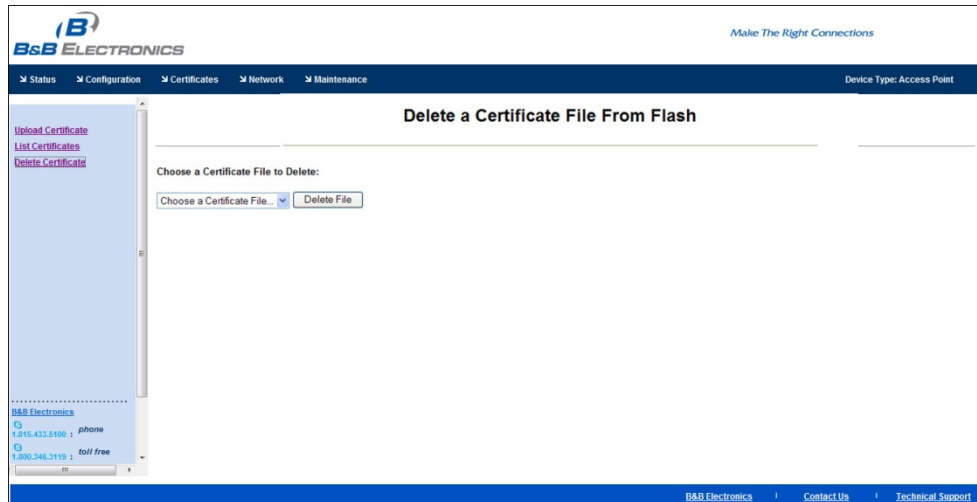 B
B&B ELECTRONICS
Make The Right Connections
Status Configuration Certificates Network Maintenance Device Type: Access Point
Upload Certificate
List Certificates
Delete Certificate
Delete a Certificate File From Flash
Choose a Certificate File to Delete:
Choose a Certificate File... Delete File
B&B Electronics
1.815.433.5100 : phone
1.800.346.3119 : toll free
B&B Electronics | Contact Us | Technical Support